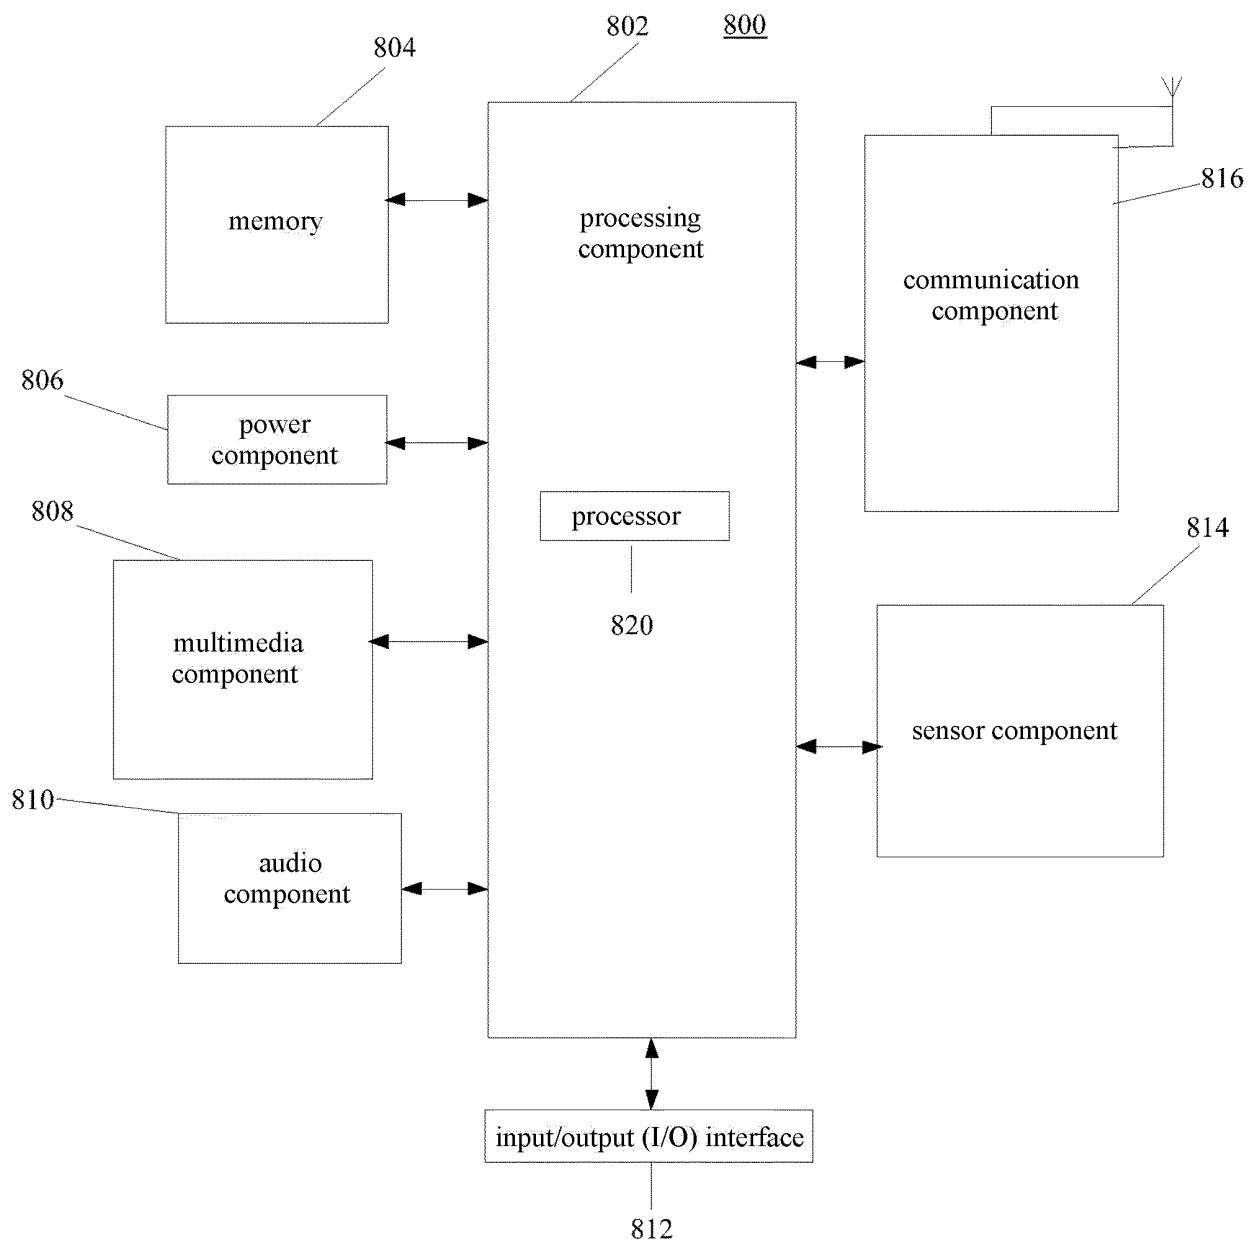 802
800
804
memory
processing
component
816
communication
component
806
power
component
808
processor
814
820
multimedia
component
sensor component
810
audio
component
input/output (I/O) interface
812